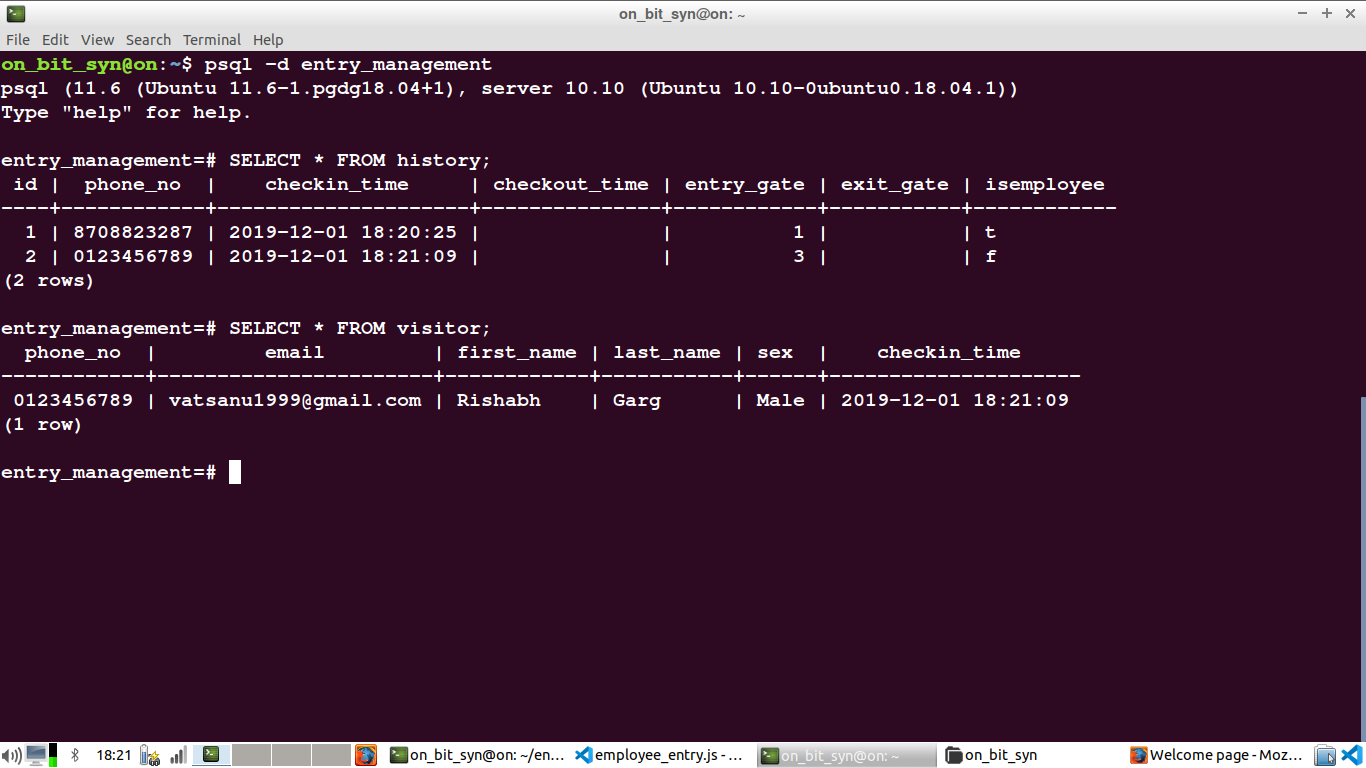 on_bit_syn@on: ~
File Edit View Search Terminal Help
on_bit_syn@on:~$ psql -d entry_management
psql (11.6 (Ubuntu 11.6-1.pgdg18.04+1), server 10.10 (Ubuntu 10.10-0ubuntu0.18.04.1))
Type "help" for help.
entry_management=# SELECT * FROM history;
 id |  phone_no  |    checkin_time     | checkout_time | entry_gate | exit_gate | isemployee
----+------------+---------------------+---------------+------------+-----------+------------
  1 | 8708823287 | 2019-12-01 18:20:25 |               |          1 |           | t
  2 | 0123456789 | 2019-12-01 18:21:09 |               |          3 |           | f
(2 rows)
entry_management=# SELECT * FROM visitor;
  phone_no  |         email         | first_name | last_name | sex  |    checkin_time
------------+-----------------------+------------+-----------+------+---------------------
 0123456789 | vatsanu1999@gmail.com | Rishabh    | Garg      | Male | 2019-12-01 18:21:09
(1 row)
entry_management=#
18:21 on_bit_syn@on: ~/en... employee_entry.js - ... on_bit_syn@on: ~ on_bit_syn Welcome page - Moz...